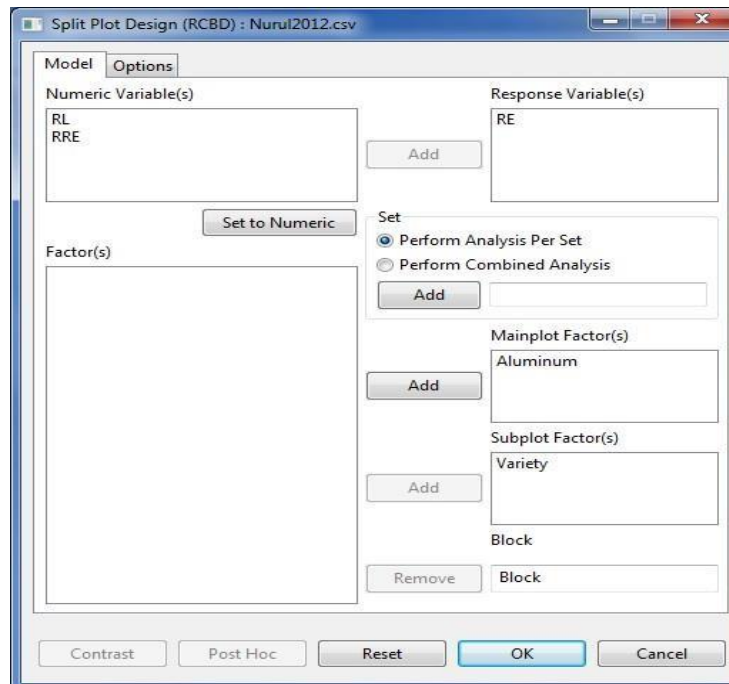 Split Plot Design (RCBD) : Nurul2012.csv
Model
Options
Numeric Variable(s)
RL
RRE
Add
Response Variable(s)
RE
Set to Numeric
Set
Perform Analysis Per Set
Perform Combined Analysis
Add
Factor(s)
Mainplot Factor(s)
Add
Aluminum
Subplot Factor(s)
Add
Variety
Block
Remove
Block
Contrast
Post Hoc
Reset
OK
Cancel